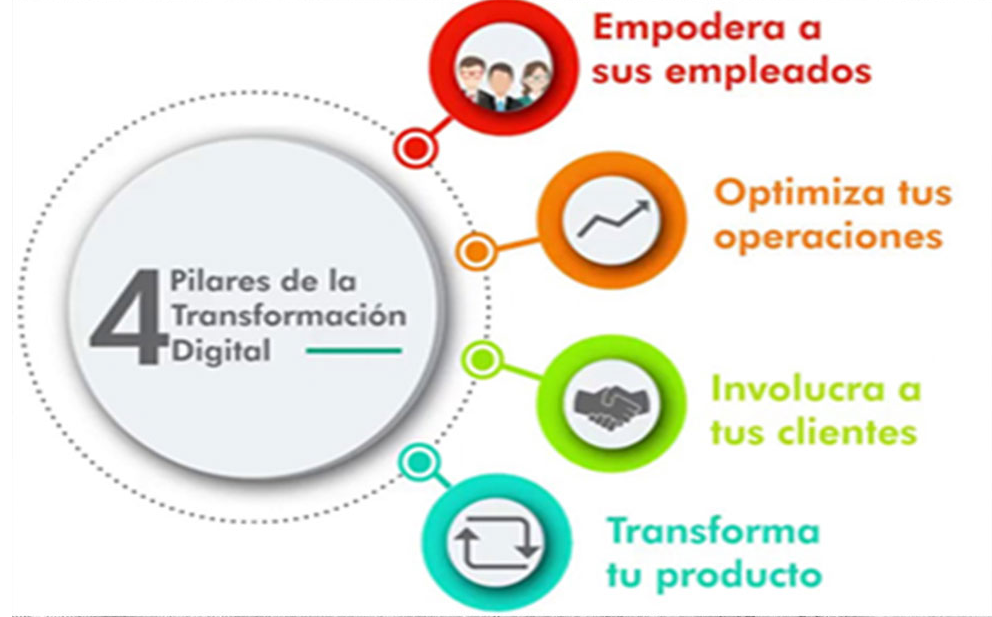 4
Pilares de la
Transformación
Digital
Empodera a
sus empleados
Optimiza tus
operaciones
Involucra a
tus clientes
Transforma
tu producto